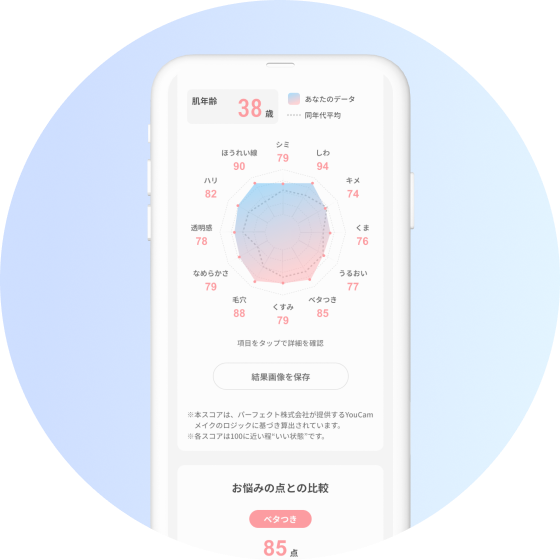 肌年齢
38 歳
あなたのデータ
同年代平均
シミ
79
ほうれい線
90
しわ
94
ハリ
82
キメ
74
透明感
78
くま
76
なめらかさ
79
うるおい
77
毛穴
88
くすみ
79
ベタつき
85
項目をタップで詳細を確認
結果画像を保存
※本スコアは、パーフェクト株式会社が提供するYouCam
メイクのロジックに基づき算出されています。
※各スコアは100に近い程“いい状態”です。
お悩みの点との比較
ベタつき
85 点